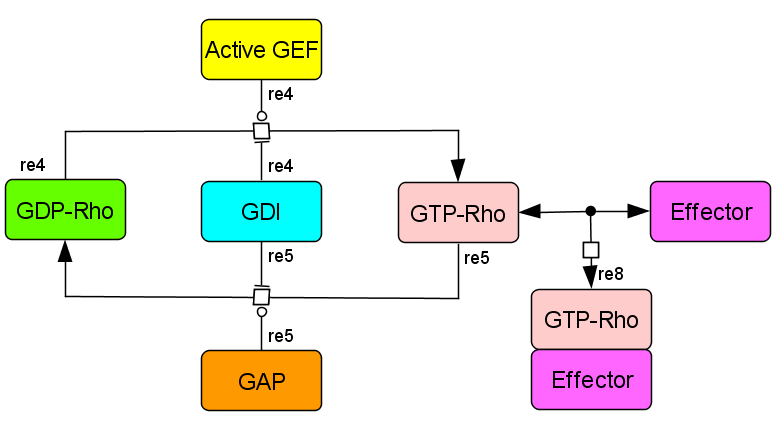 Active GEF
re4
re4
re4
GDP-Rho
GDI
GTP-Rho
Effector
re5
re5
re8
GTP-Rho
re5
GAP
Effector